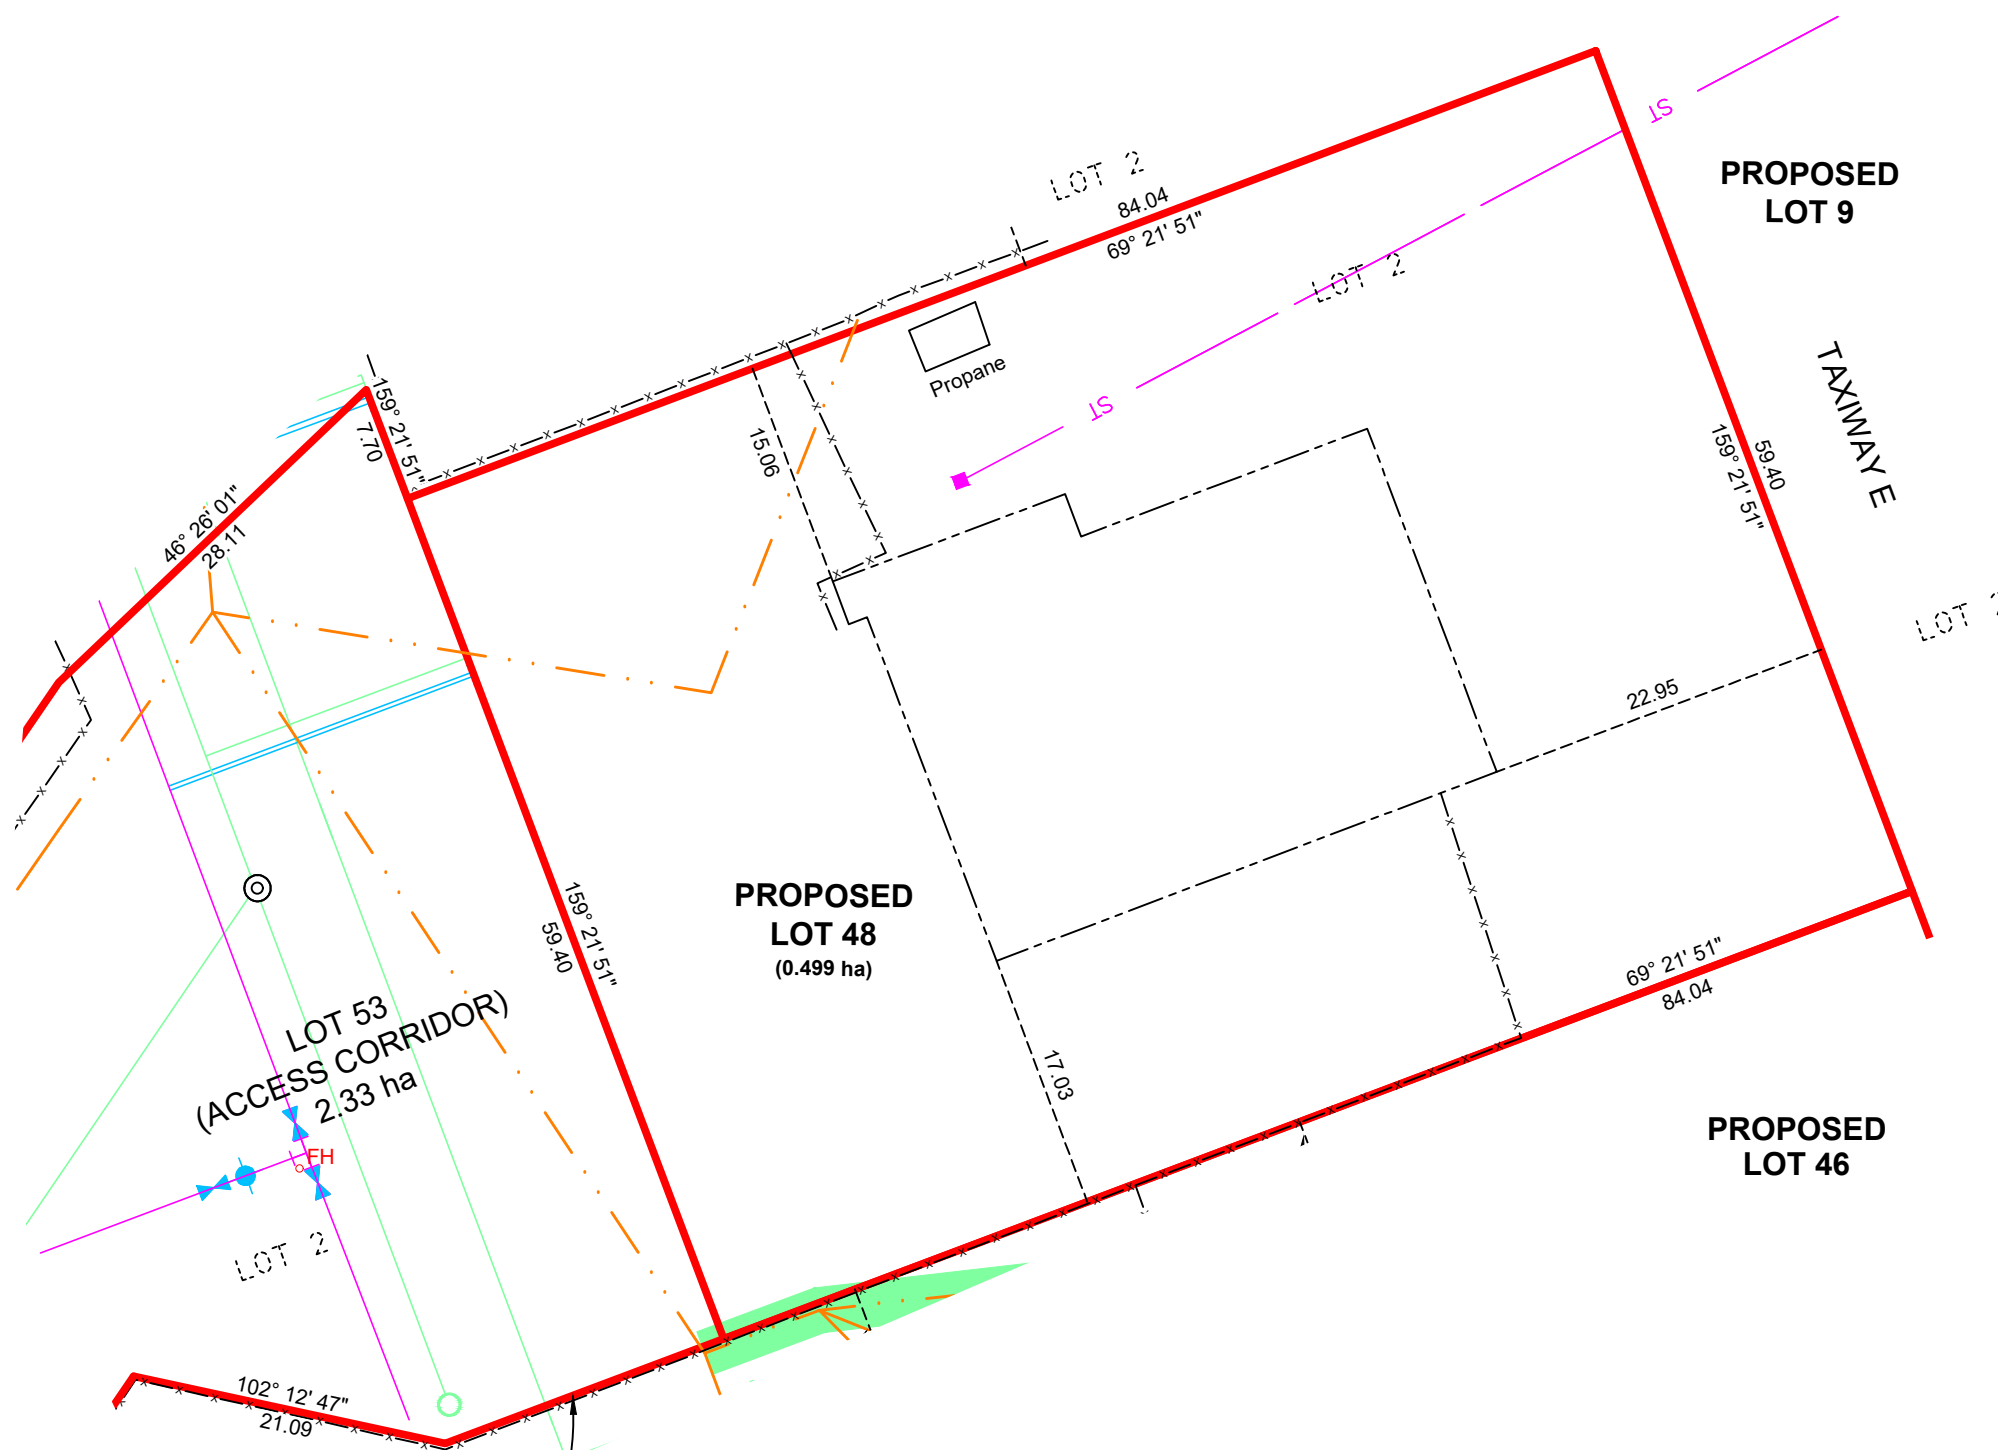 ST
LOT 2
84.04
69° 21' 51"
PROPOSED
LOT 9
LOT 2
Propane
ST
TAXIWAY E
159° 21' 51"
7.70
15.06
59.40
159° 21' 51"
46° 26' 01"
28.11
LOT
22.95
PROPOSED
LOT 48
(0.499 ha)
159° 21' 51"
59.40
69° 21' 51"
84.04
LOT 53
(ACCESS CORRIDOR)
2.33 ha
17.03
PROPOSED
LOT 46
FH
LOT 2
102° 12' 47"
21.09